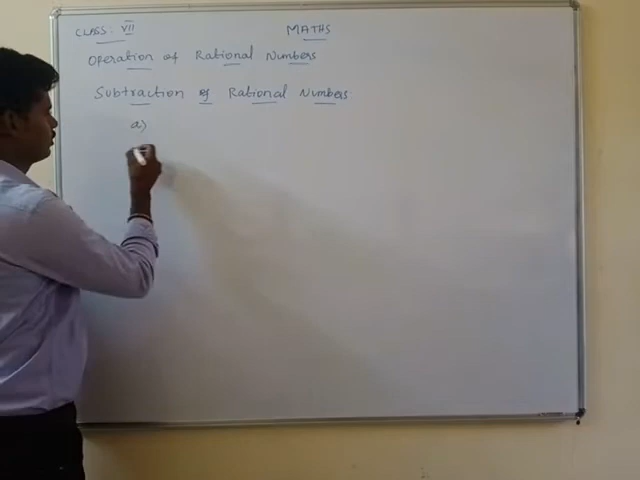 CLASS: VII MATHS
Operation of Rational Numbers
Subtraction of Rational Numbers
a)